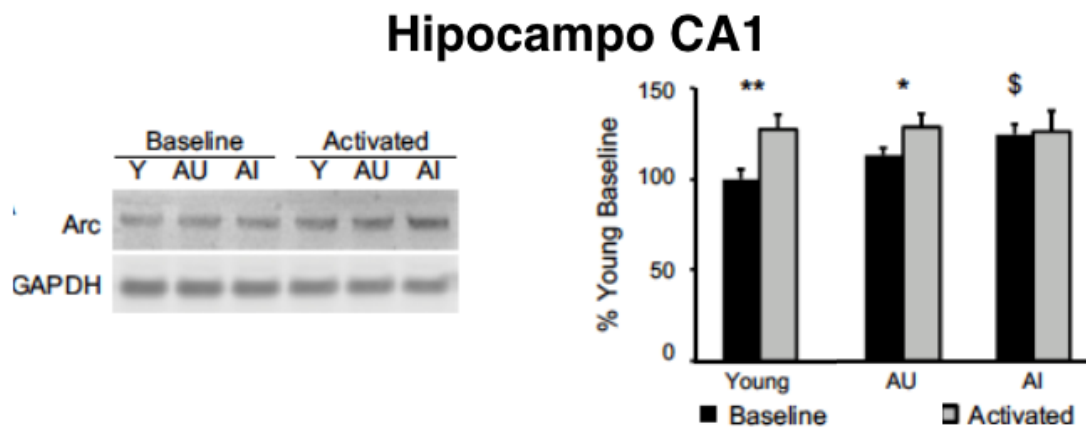 Hipocampo CA1
Baseline Activated
Y AU AI Y AU AI
Arc
GAPDH
% Young Baseline
150
100
50
0
** * $
Young AU AI
Baseline Activated